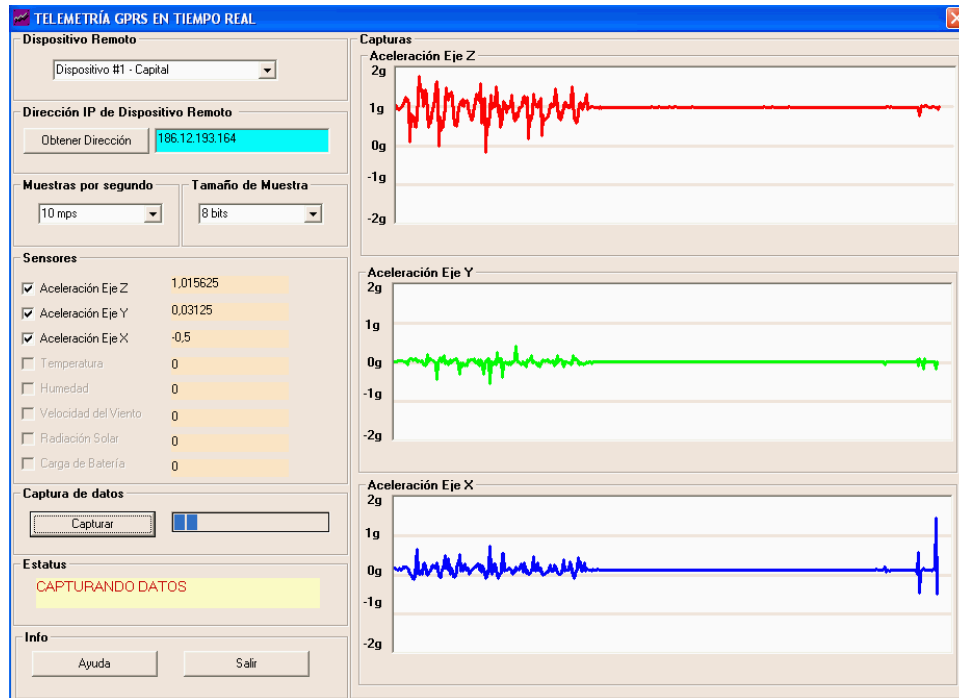 TELEMETRÍA GPRS EN TIEMPO REAL
Dispositivo Remoto
Dispositivo #1 - Capital
Dirección IP de Dispositivo Remoto
Obtener Dirección 186.12.193.164
Muestras por segundo Tamaño de Muestra
10 mps 8 bits
Sensores
Aceleración Eje Z 1,015625
Aceleración Eje Y 0,03125
Aceleración Eje X -0,5
Temperatura 0
Humedad 0
Velocidad del Viento 0
Radiación Solar 0
Carga de Batería 0
Captura de datos
Capturar
Estatus
CAPTURANDO DATOS
Info
Ayuda Salir
Capturas
Aceleración Eje Z
2g
1g
0g
-1g
-2g
Aceleración Eje Y
2g
1g
0g
-1g
-2g
Aceleración Eje X
2g
1g
0g
-1g
-2g